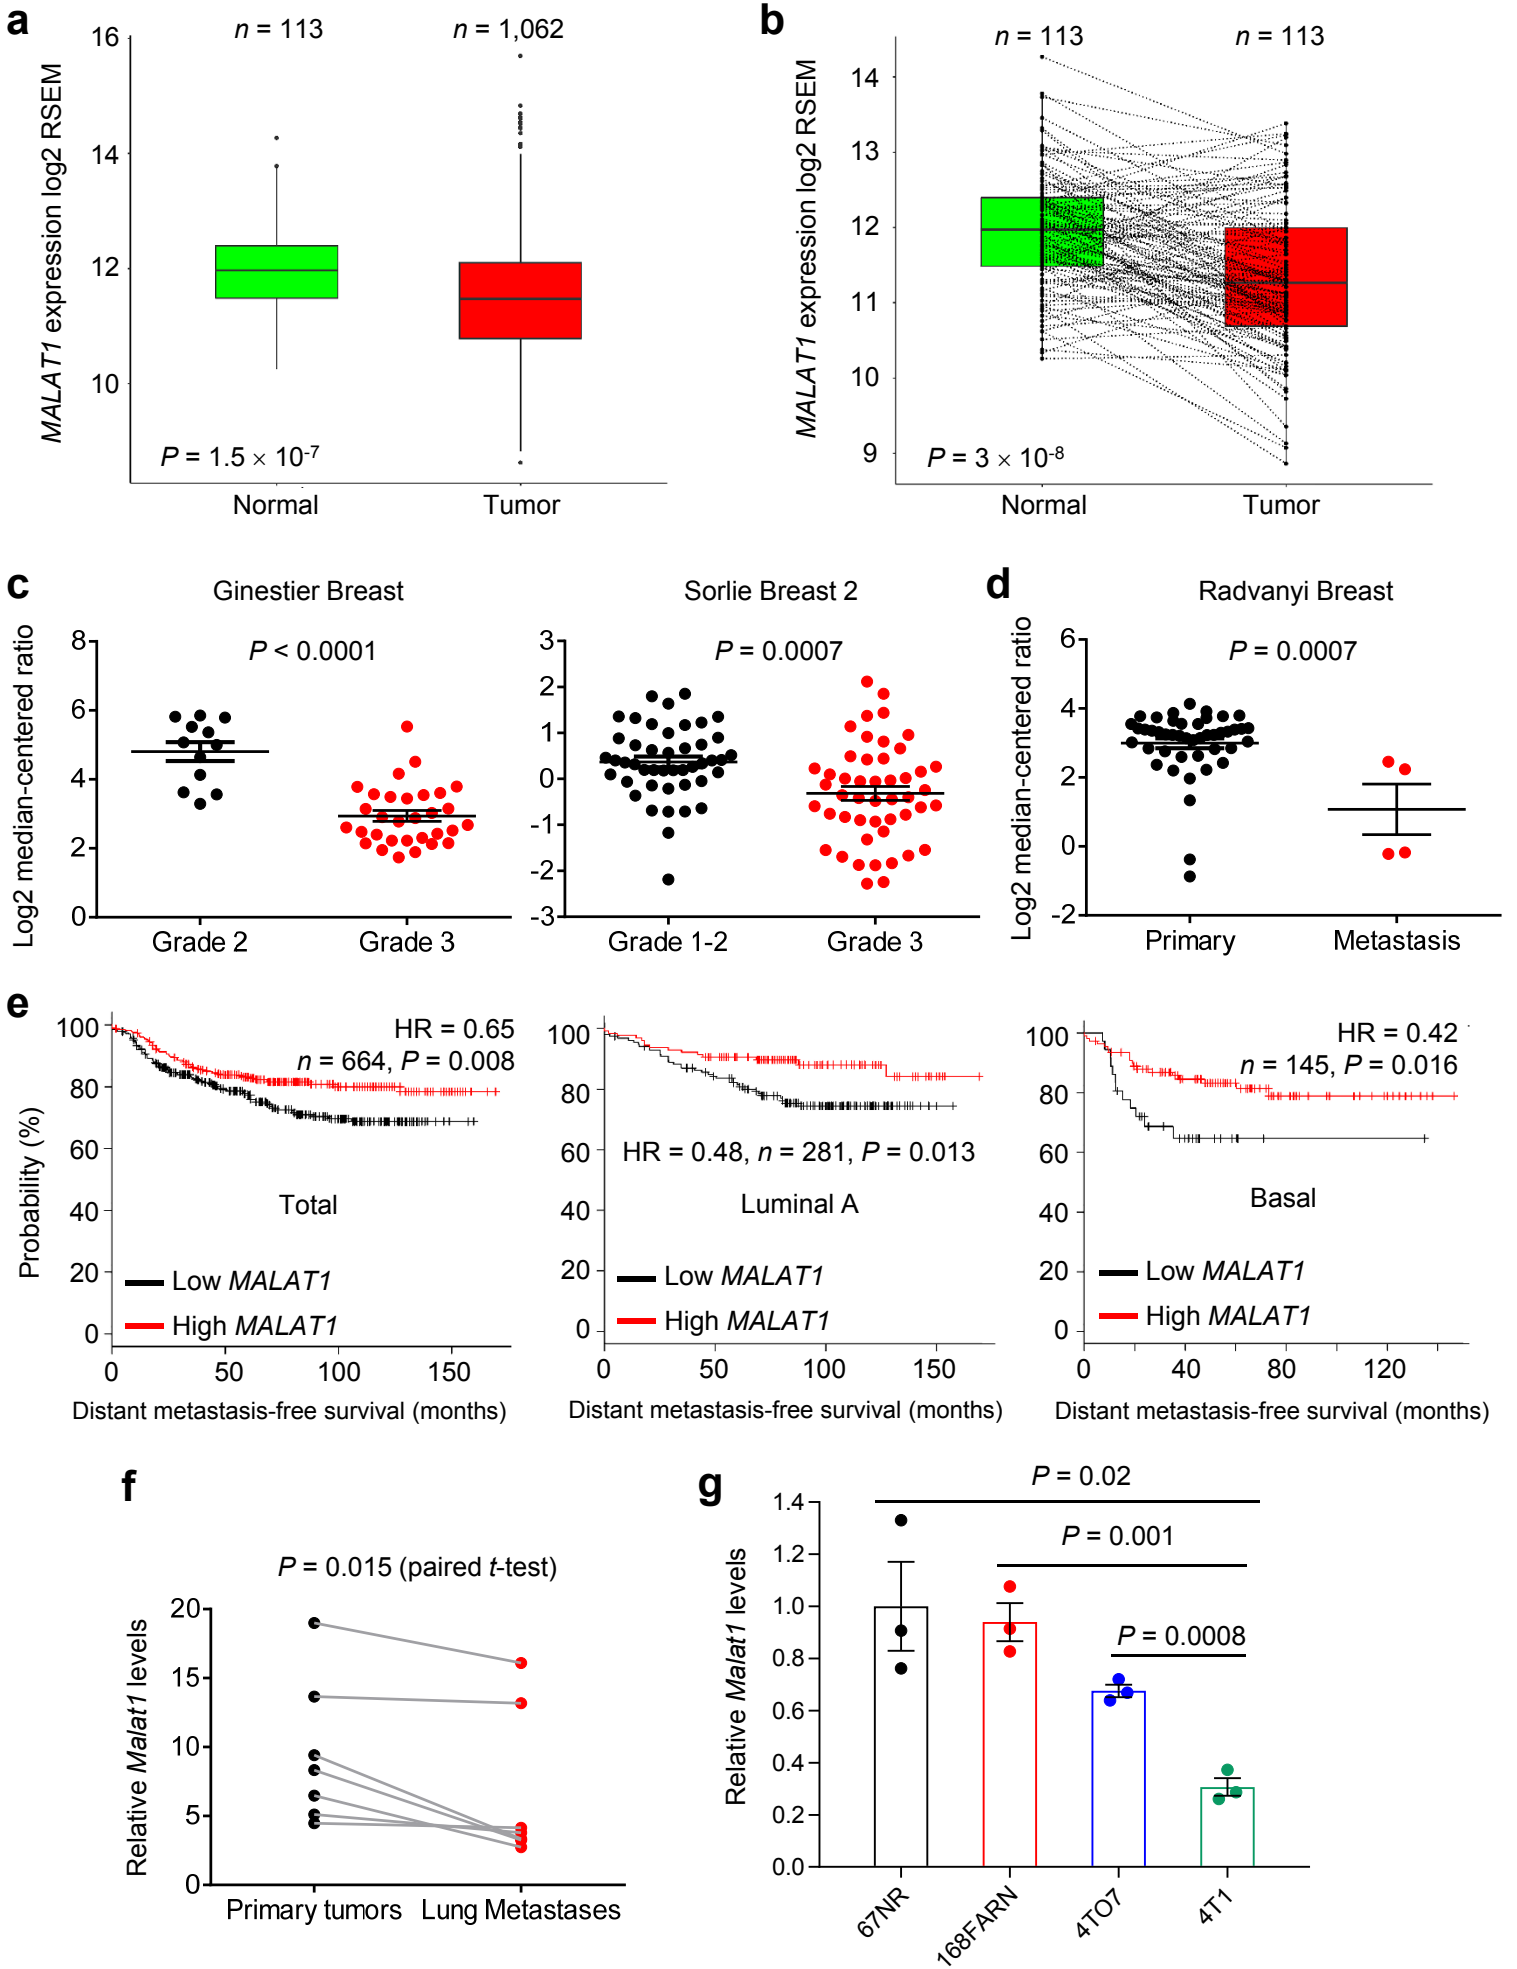 a
n = 113
n = 1,062
MALAT1 expression log2 RSEM
16
14
12
10
P = 1.5 × 10-7
Normal
Tumor
b
n = 113
n = 113
MALAT1 expression log2 RSEM
14
13
12
11
10
9
P = 3 × 10-8
Normal
Tumor
c
Ginestier Breast
P < 0.0001
Log2 median-centered ratio
8
6
4
2
0
Grade 2
Grade 3
Sorlie Breast 2
P = 0.0007
3
2
1
0
-1
-2
-3
Grade 1-2
Grade 3
d
Radvanyi Breast
P = 0.0007
Log2 median-centered ratio
6
4
2
0
-2
Primary
Metastasis
e
Probability (%)
100
80
60
40
20
0
HR = 0.65
n = 664, P = 0.008
Total
Low MALAT1
High MALAT1
0
50
100
150
Distant metastasis-free survival (months)
100
80
60
40
20
0
HR = 0.48, n = 281, P = 0.013
Luminal A
Low MALAT1
High MALAT1
0
50
100
150
Distant metastasis-free survival (months)
100
80
60
40
20
0
HR = 0.42
n = 145, P = 0.016
Basal
Low MALAT1
High MALAT1
0
40
80
120
Distant metastasis-free survival (months)
f
P = 0.015 (paired t-test)
Relative Malat1 levels
20
15
10
5
0
Primary tumors
Lung Metastases
g
P = 0.02
P = 0.001
P = 0.0008
Relative Malat1 levels
1.4
1.2
1.0
0.8
0.6
0.4
0.2
0.0
67NR
168FARN
4TO7
4T1